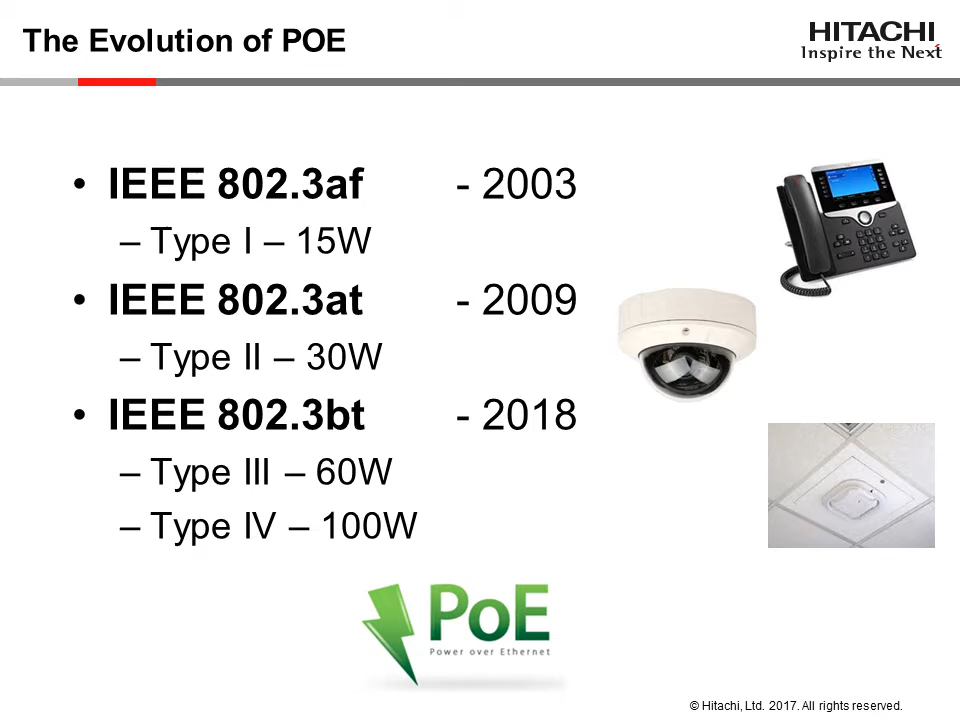 The Evolution of POE
HITACHI
Inspire the Next
• IEEE 802.3af - 2003
– Type I – 15W
• IEEE 802.3at - 2009
– Type II – 30W
• IEEE 802.3bt - 2018
– Type III – 60W
– Type IV – 100W
PoE
Power over Ethernet
© Hitachi, Ltd. 2017. All rights reserved.